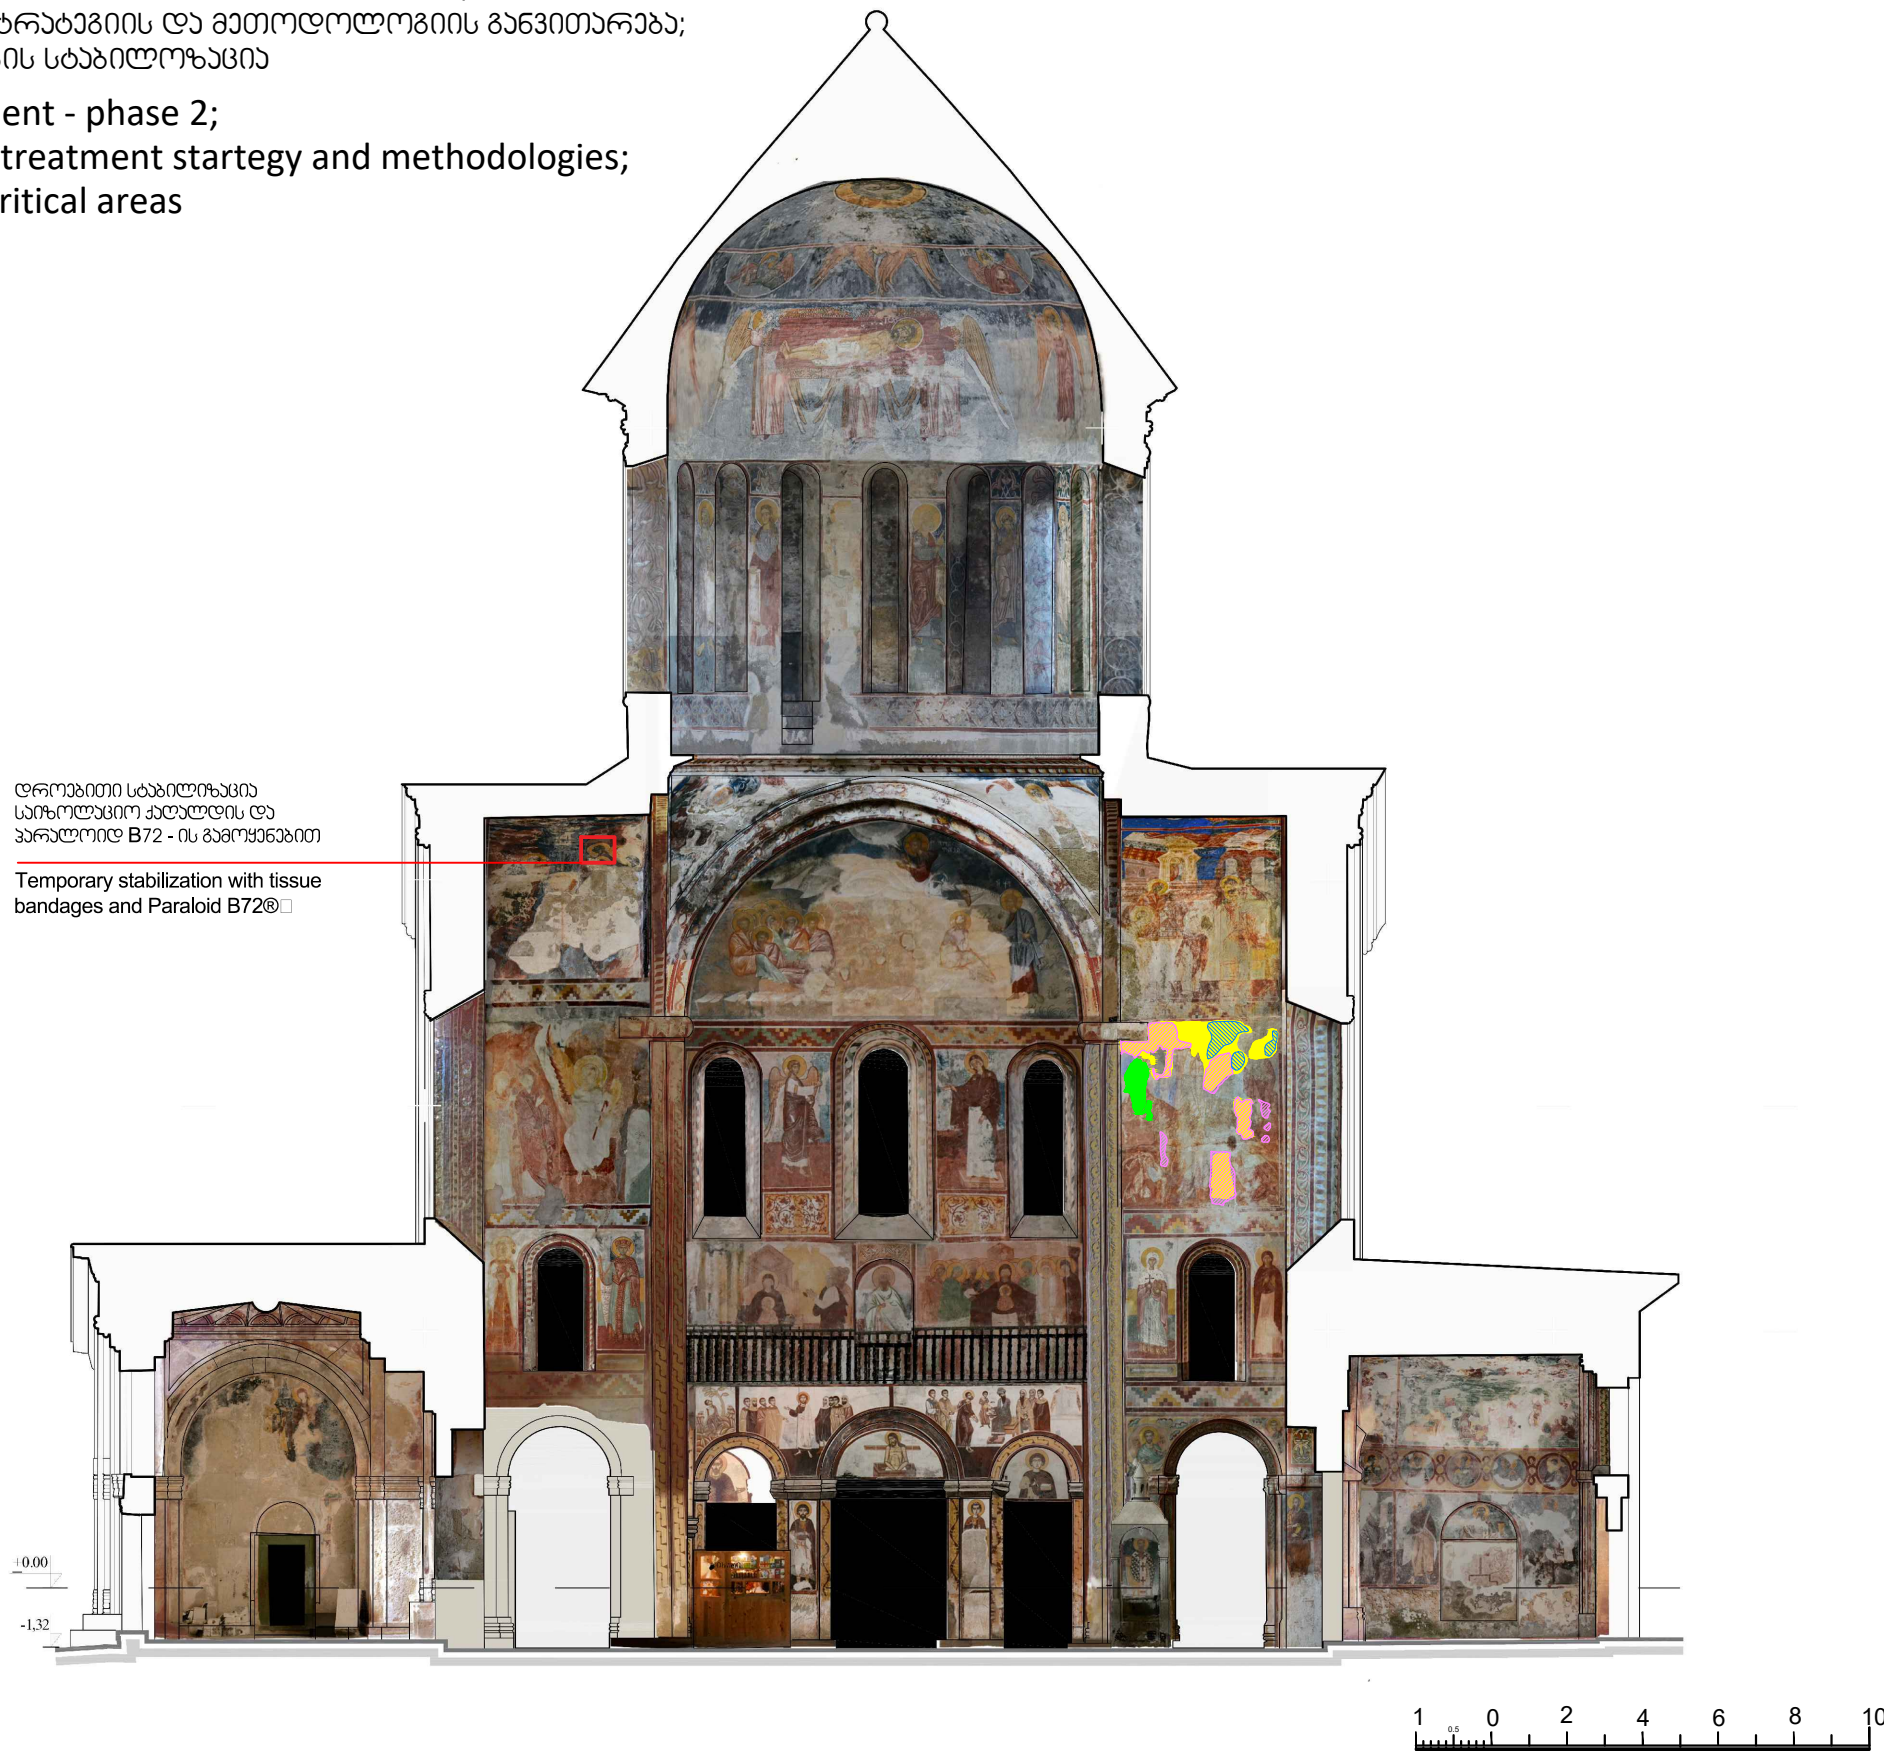 ტრატეგიის და მეთოდოლოგიის განვითარება;
ის სტაბილოზაცია
ent - phase 2;
treatment startegy and methodologies;
ritical areas
დროებითი სტაბილიზაცია
საიზოლაციო ქაღალდის და
პარალოიდ B72 - ის გამოყენებით
Temporary stabilization with tissue
bandages and Paraloid B72®
+0.00
-1,32
1 0.5 0 2 4 6 8 10